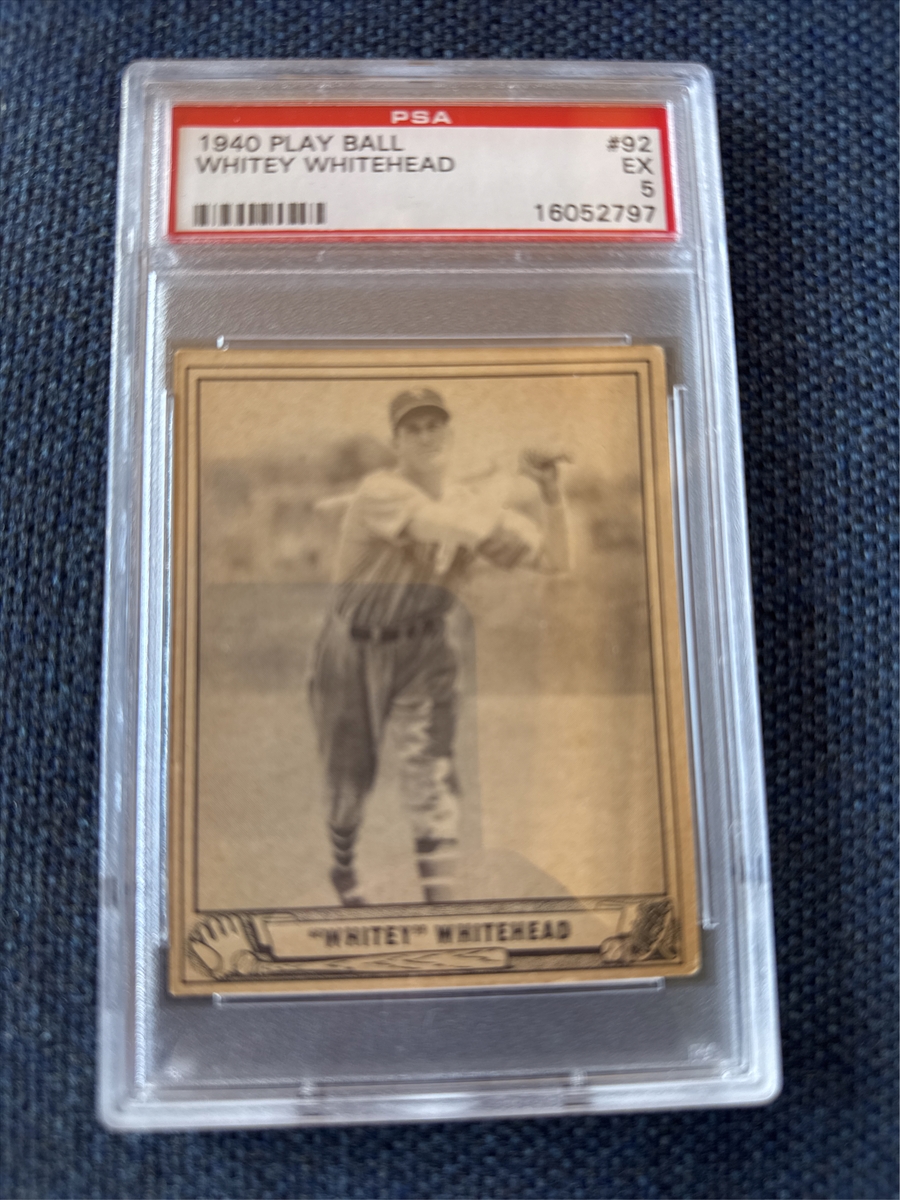 PSA
1940 PLAY BALL #92
WHITEY WHITEHEAD EX
5
16052797
"WHITEY" WHITEHEAD